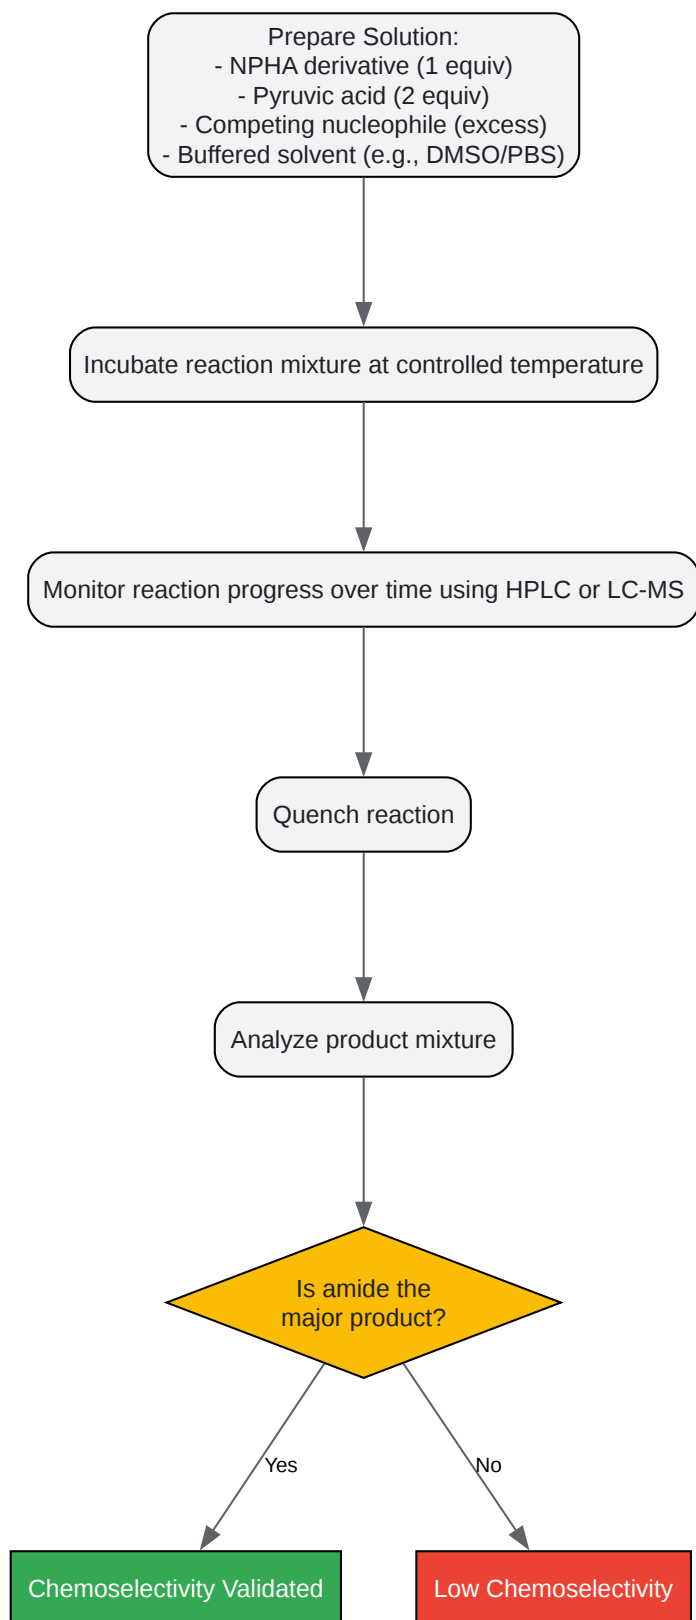 Prepare Solution:
- NPHA derivative (1 equiv)
- Pyruvic acid (2 equiv)
- Competing nucleophile (excess)
- Buffered solvent (e.g., DMSO/PBS)
Incubate reaction mixture at controlled temperature
Monitor reaction progress over time using HPLC or LC-MS
Quench reaction
Analyze product mixture
Is amide the
major product?
Yes
No
Chemoselectivity Validated
Low Chemoselectivity